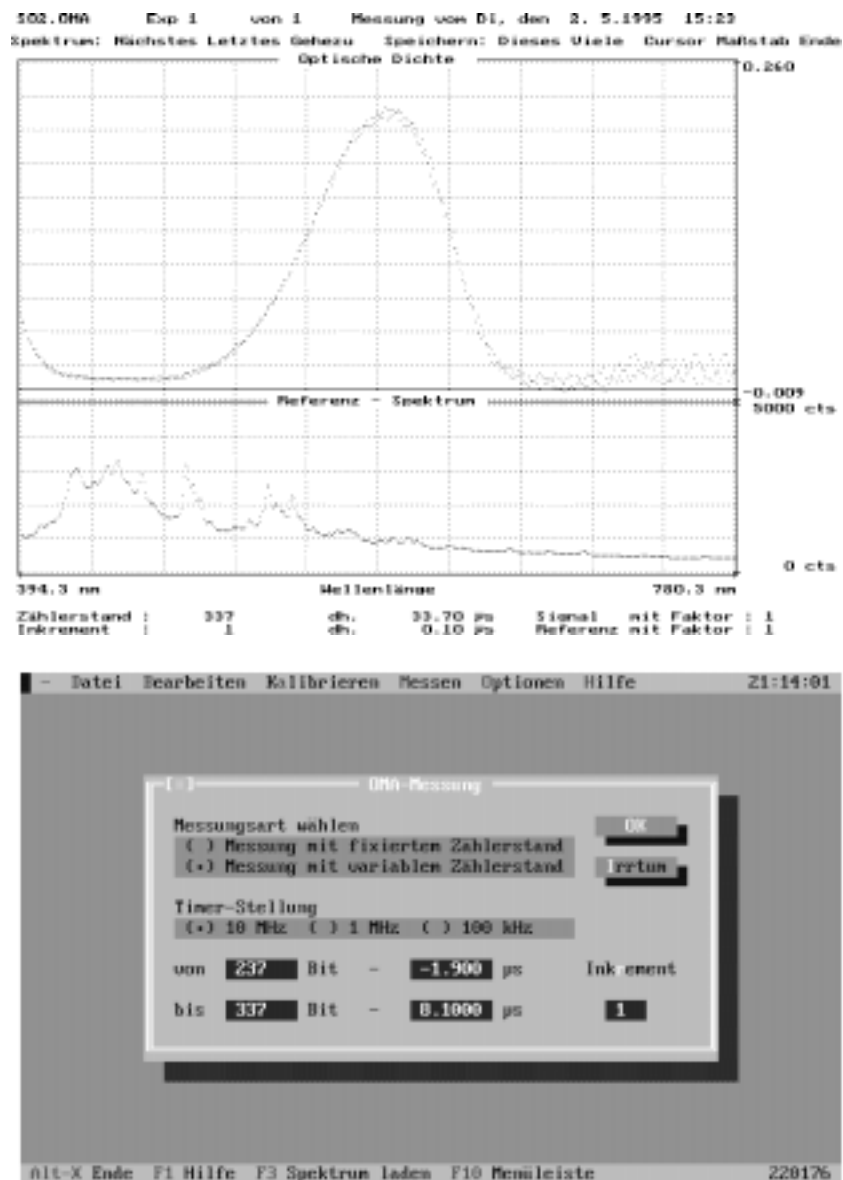 SO2.OMA Exp 1 von 1 Messung vom Di, den 2. 5.1995 15:23
Spektrum: Nächstes Letztes Gehezu Speichern: Dieses Viele Cursor Maßstab Ende
Optische Dichte
0.260
-0.009
Referenz - Spektrum
5000 cts
0 cts
394.3 nm Wellenlänge 780.3 nm
Zählerstand : 337 dh. 33.70 µs Signal mit Faktor : 1
Inkrement : 1 dh. 0.10 µs Referenz mit Faktor : 1
- Datei Bearbeiten Kalibrieren Messen Optionen Hilfe 21:14:01
OMA-Messung
Messungsart wählen OK
( ) Messung mit fixiertem Zählerstand
(•) Messung mit variablem Zählerstand Irrtum
Timer-Stellung
(•) 10 MHz ( ) 1 MHz ( ) 100 kHz
von 237 Bit - -1.900 µs Inkrement
bis 337 Bit - 8.1000 µs 1
Alt-X Ende F1 Hilfe F3 Spektrum laden F10 Menüleiste 220176